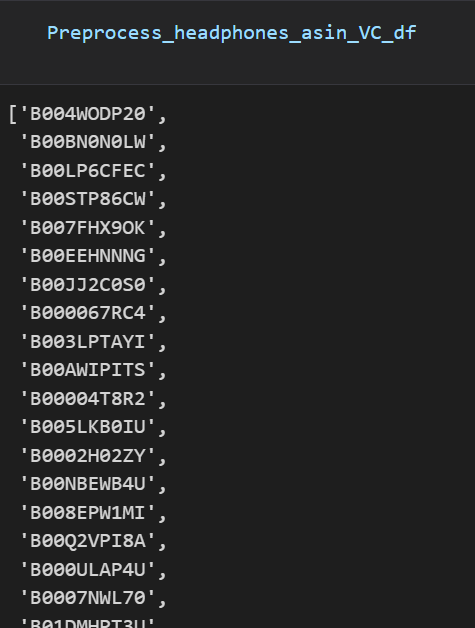 Preprocess_headphones_asin_VC_df
['B004WODP20',
'B00BN0N0LW',
'B00LP6CFEC',
'B00STP86CW',
'B007FHX9OK',
'B00EEHNNNG',
'B00JJ2C0S0',
'B000067RC4',
'B003LPTAYI',
'B00AWIPITS',
'B00004T8R2',
'B005LKB0IU',
'B0002H02ZY',
'B00NBEWB4U',
'B008EPW1MI',
'B00Q2VPI8A',
'B000ULAP4U',
'B0007NWL70',
'B01DMHRT3U',